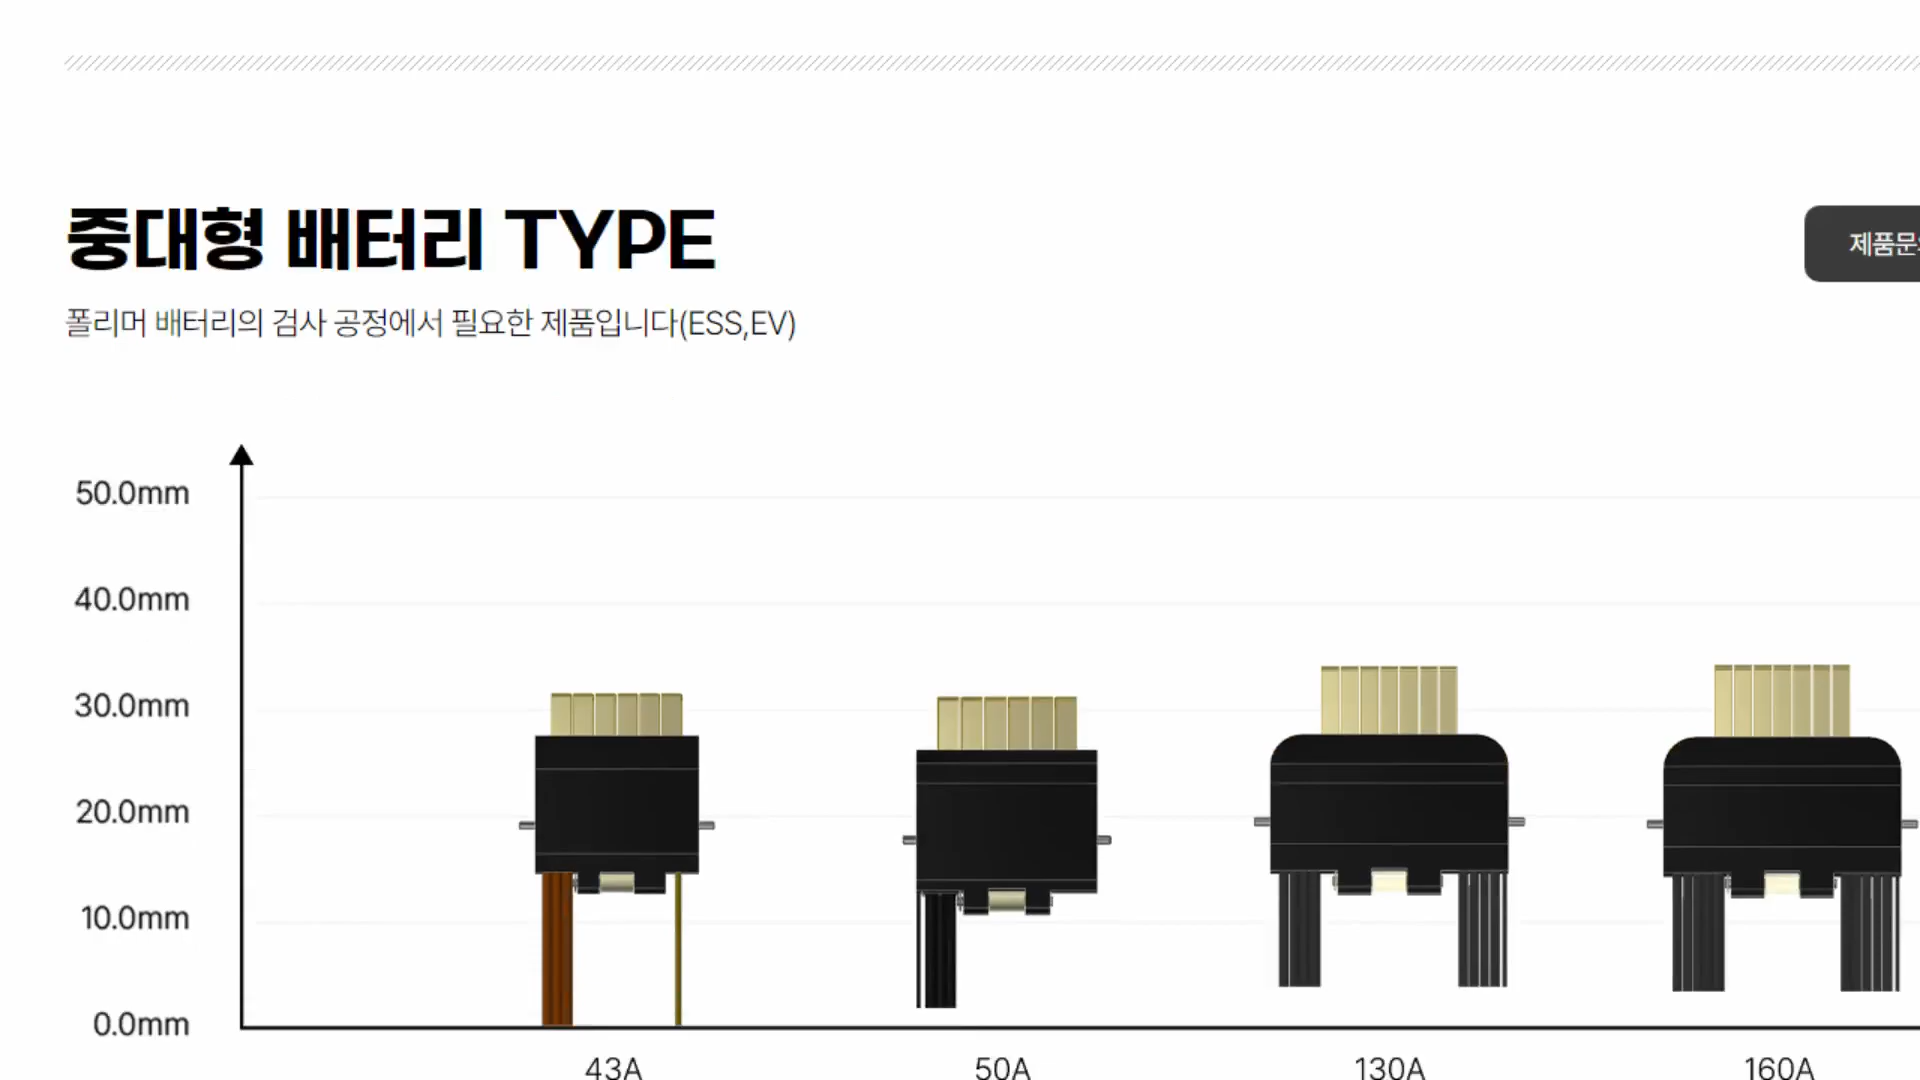 중대형 배터리 TYPE
제품문
폴리머 배터리의 검사 공정에서 필요한 제품입니다(ESS,EV)
50.0mm
40.0mm
30.0mm
20.0mm
10.0mm
0.0mm
43A
50A
130A
160A